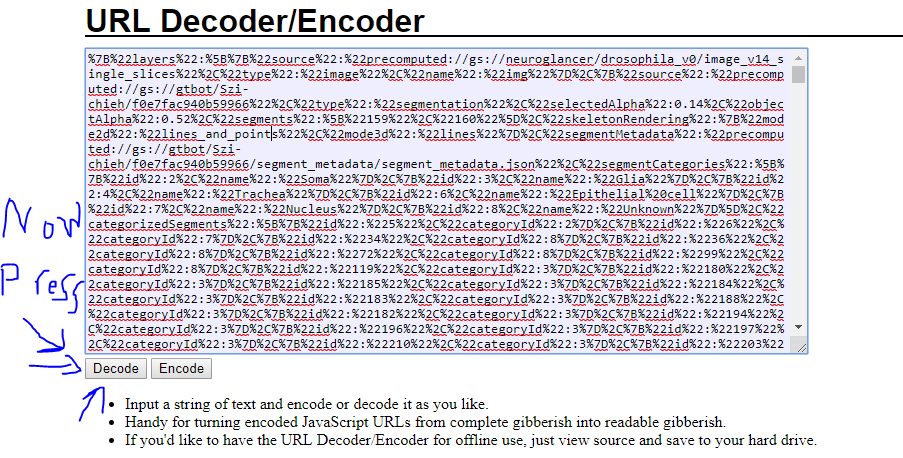 URL Decoder/Encoder
%7B%22layers%22:%5B%7B%22source%22:%22precomputed://gs://neuroglancer/drosophila_v0/image_v14_s
ingle_slices%22%2C%22type%22:%22image%22%2C%22name%22:%22img%22%7D%2C%7B%22source%22:%22precomp
uted://gs://gtbot/Szi-
chieh/f0e7fac940b59966%22%2C%22type%22:%22segmentation%22%2C%22selectedAlpha%22:0.14%2C%22objec
tAlpha%22:0.52%2C%22segments%22:%5B%22159%22%2C%22160%22%5D%2C%22skeletonRendering%22:%7B%22mod
e2d%22:%22lines_and_points%22%2C%22mode3d%22:%22lines%22%7D%2C%22segmentMetadata%22:%22precompu
ted://gs://gtbot/Szi-
chieh/f0e7fac940b59966/segment_metadata/segment_metadata.json%22%2C%22segmentCategories%22:%5B%
7B%22id%22:2%2C%22name%22:%22Soma%22%7D%2C%7B%22id%22:3%2C%22name%22:%22Glia%22%7D%2C%7B%22id%2
2:4%2C%22name%22:%22Trachea%22%7D%2C%7B%22id%22:6%2C%22name%22:%22Epithelial%20cell%22%7D%2C%7B
%22id%22:7%2C%22name%22:%22Nucleus%22%7D%2C%7B%22id%22:8%2C%22name%22:%22Unknown%22%7D%5D%2C%22
categorizedSegments%22:%5B%7B%22id%22:%225%22%2C%22categoryId%22:2%7D%2C%7B%22id%22:%226%22%2C%
22categoryId%22:7%7D%2C%7B%22id%22:%2234%22%2C%22categoryId%22:8%7D%2C%7B%22id%22:%2236%22%2C%2
2categoryId%22:8%7D%2C%7B%22id%22:%2272%22%2C%22categoryId%22:8%7D%2C%7B%22id%22:%2299%22%2C%22
categoryId%22:8%7D%2C%7B%22id%22:%22119%22%2C%22categoryId%22:3%7D%2C%7B%22id%22:%22180%22%2C%2
2categoryId%22:3%7D%2C%7B%22id%22:%22185%22%2C%22categoryId%22:3%7D%2C%7B%22id%22:%22184%22%2C%
22categoryId%22:3%7D%2C%7B%22id%22:%22183%22%2C%22categoryId%22:3%7D%2C%7B%22id%22:%22188%22%2C
%22categoryId%22:3%7D%2C%7B%22id%22:%22182%22%2C%22categoryId%22:3%7D%2C%7B%22id%22:%22194%22%2
C%22categoryId%22:3%7D%2C%7B%22id%22:%22196%22%2C%22categoryId%22:3%7D%2C%7B%22id%22:%22197%22%
2C%22categoryId%22:3%7D%2C%7B%22id%22:%22210%22%2C%22categoryId%22:3%7D%2C%7B%22id%22:%22203%22
Now
Press
Decode Encode
Input a string of text and encode or decode it as you like.
Handy for turning encoded JavaScript URLs from complete gibberish into readable gibberish.
If you'd like to have the URL Decoder/Encoder for offline use, just view source and save to your hard drive.